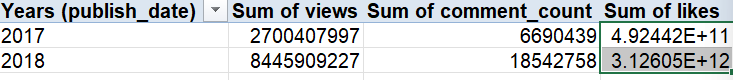 Years (publish_date) Sum of views Sum of comment_count Sum of likes
2017 2700407997 6690439 4.92442E+11
2018 8445909227 18542758 3.12605E+12